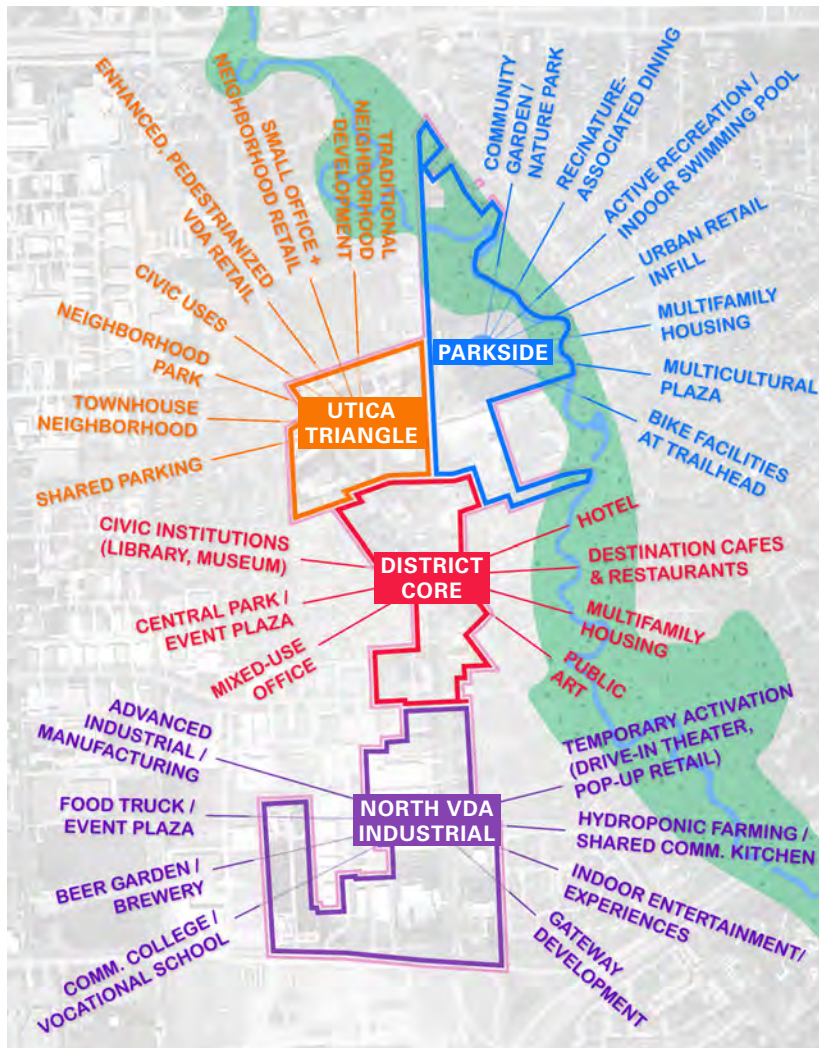 TRADITIONAL
NEIGHBORHOOD
DEVELOPMENT
SMALL OFFICE +
NEIGHBORHOOD RETAIL
ENHANCED, PEDESTRIANIZED
VDA RETAIL
CIVIC USES
NEIGHBORHOOD
PARK
TOWNHOUSE
NEIGHBORHOOD
SHARED PARKING
UTICA
TRIANGLE
COMMUNITY
GARDEN /
NATURE PARK
REC/NATURE-
ASSOCIATED DINING
ACTIVE RECREATION /
INDOOR SWIMMING POOL
URBAN RETAIL
INFILL
MULTIFAMILY
HOUSING
MULTICULTURAL
PLAZA
BIKE FACILITIES
AT TRAILHEAD
PARKSIDE
CIVIC INSTITUTIONS
(LIBRARY, MUSEUM)
CENTRAL PARK /
EVENT PLAZA
MIXED-USE
OFFICE
DISTRICT
CORE
HOTEL
DESTINATION CAFES
& RESTAURANTS
MULTIFAMILY
HOUSING
PUBLIC
ART
ADVANCED
INDUSTRIAL /
MANUFACTURING
FOOD TRUCK /
EVENT PLAZA
BEER GARDEN /
BREWERY
COMM. COLLEGE /
VOCATIONAL SCHOOL
NORTH VDA
INDUSTRIAL
TEMPORARY ACTIVATION
(DRIVE-IN THEATER,
POP-UP RETAIL)
HYDROPONIC FARMING /
SHARED COMM. KITCHEN
INDOOR ENTERTAINMENT/
EXPERIENCES
GATEWAY
DEVELOPMENT